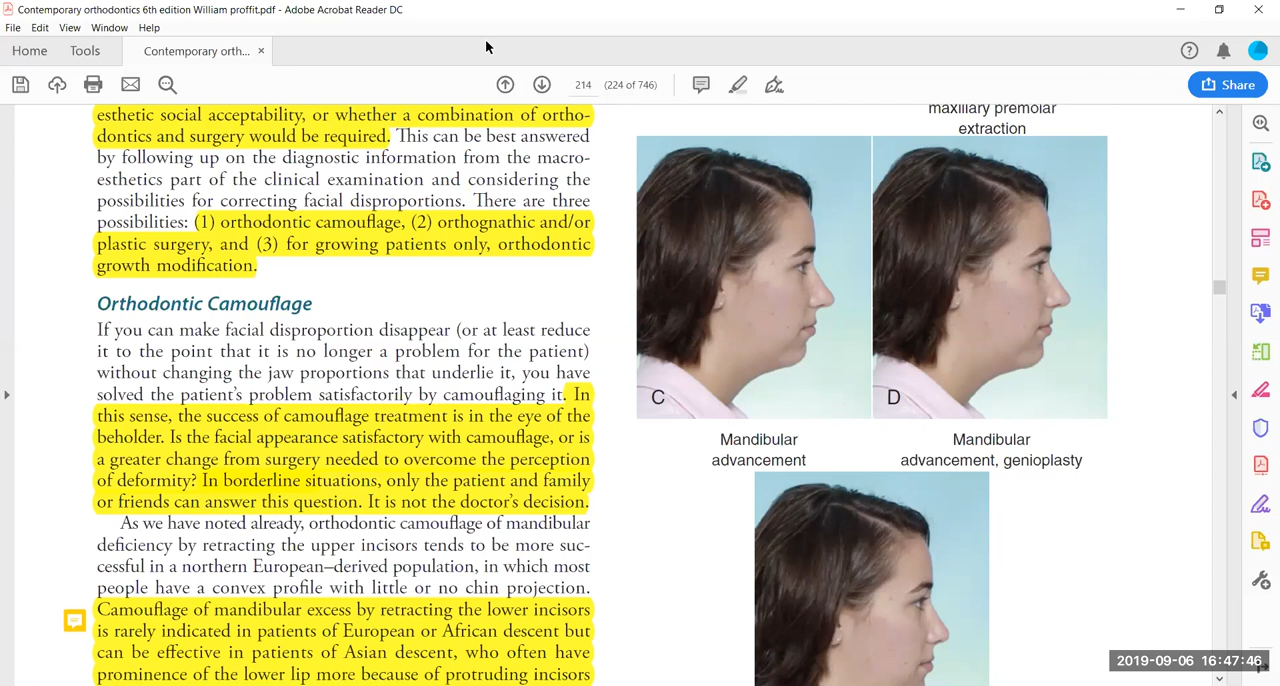 Contemporary orthodontics 6th edition William proffit.pdf - Adobe Acrobat Reader DC
File Edit View Window Help
Home Tools Contemporary orth... ×
214 (224 of 746)
Share
esthetic social acceptability, or whether a combination of ortho-
dontics and surgery would be required. This can be best answered
by following up on the diagnostic information from the macro-
esthetics part of the clinical examination and considering the
possibilities for correcting facial disproportions. There are three
possibilities: (1) orthodontic camouflage, (2) orthognathic and/or
plastic surgery, and (3) for growing patients only, orthodontic
growth modification.
Orthodontic Camouflage
If you can make facial disproportion disappear (or at least reduce
it to the point that it is no longer a problem for the patient)
without changing the jaw proportions that underlie it, you have
solved the patient's problem satisfactorily by camouflaging it. In
this sense, the success of camouflage treatment is in the eye of the
beholder. Is the facial appearance satisfactory with camouflage, or is
a greater change from surgery needed to overcome the perception
of deformity? In borderline situations, only the patient and family
or friends can answer this question. It is not the doctor's decision.
As we have noted already, orthodontic camouflage of mandibular
deficiency by retracting the upper incisors tends to be more suc-
cessful in a northern European–derived population, in which most
people have a convex profile with little or no chin projection.
Camouflage of mandibular excess by retracting the lower incisors
is rarely indicated in patients of European or African descent but
can be effective in patients of Asian descent, who often have
prominence of the lower lip more because of protruding incisors
maxillary premolar
extraction
C
D
Mandibular
advancement
Mandibular
advancement, genioplasty
2019-09-06 16:47:46